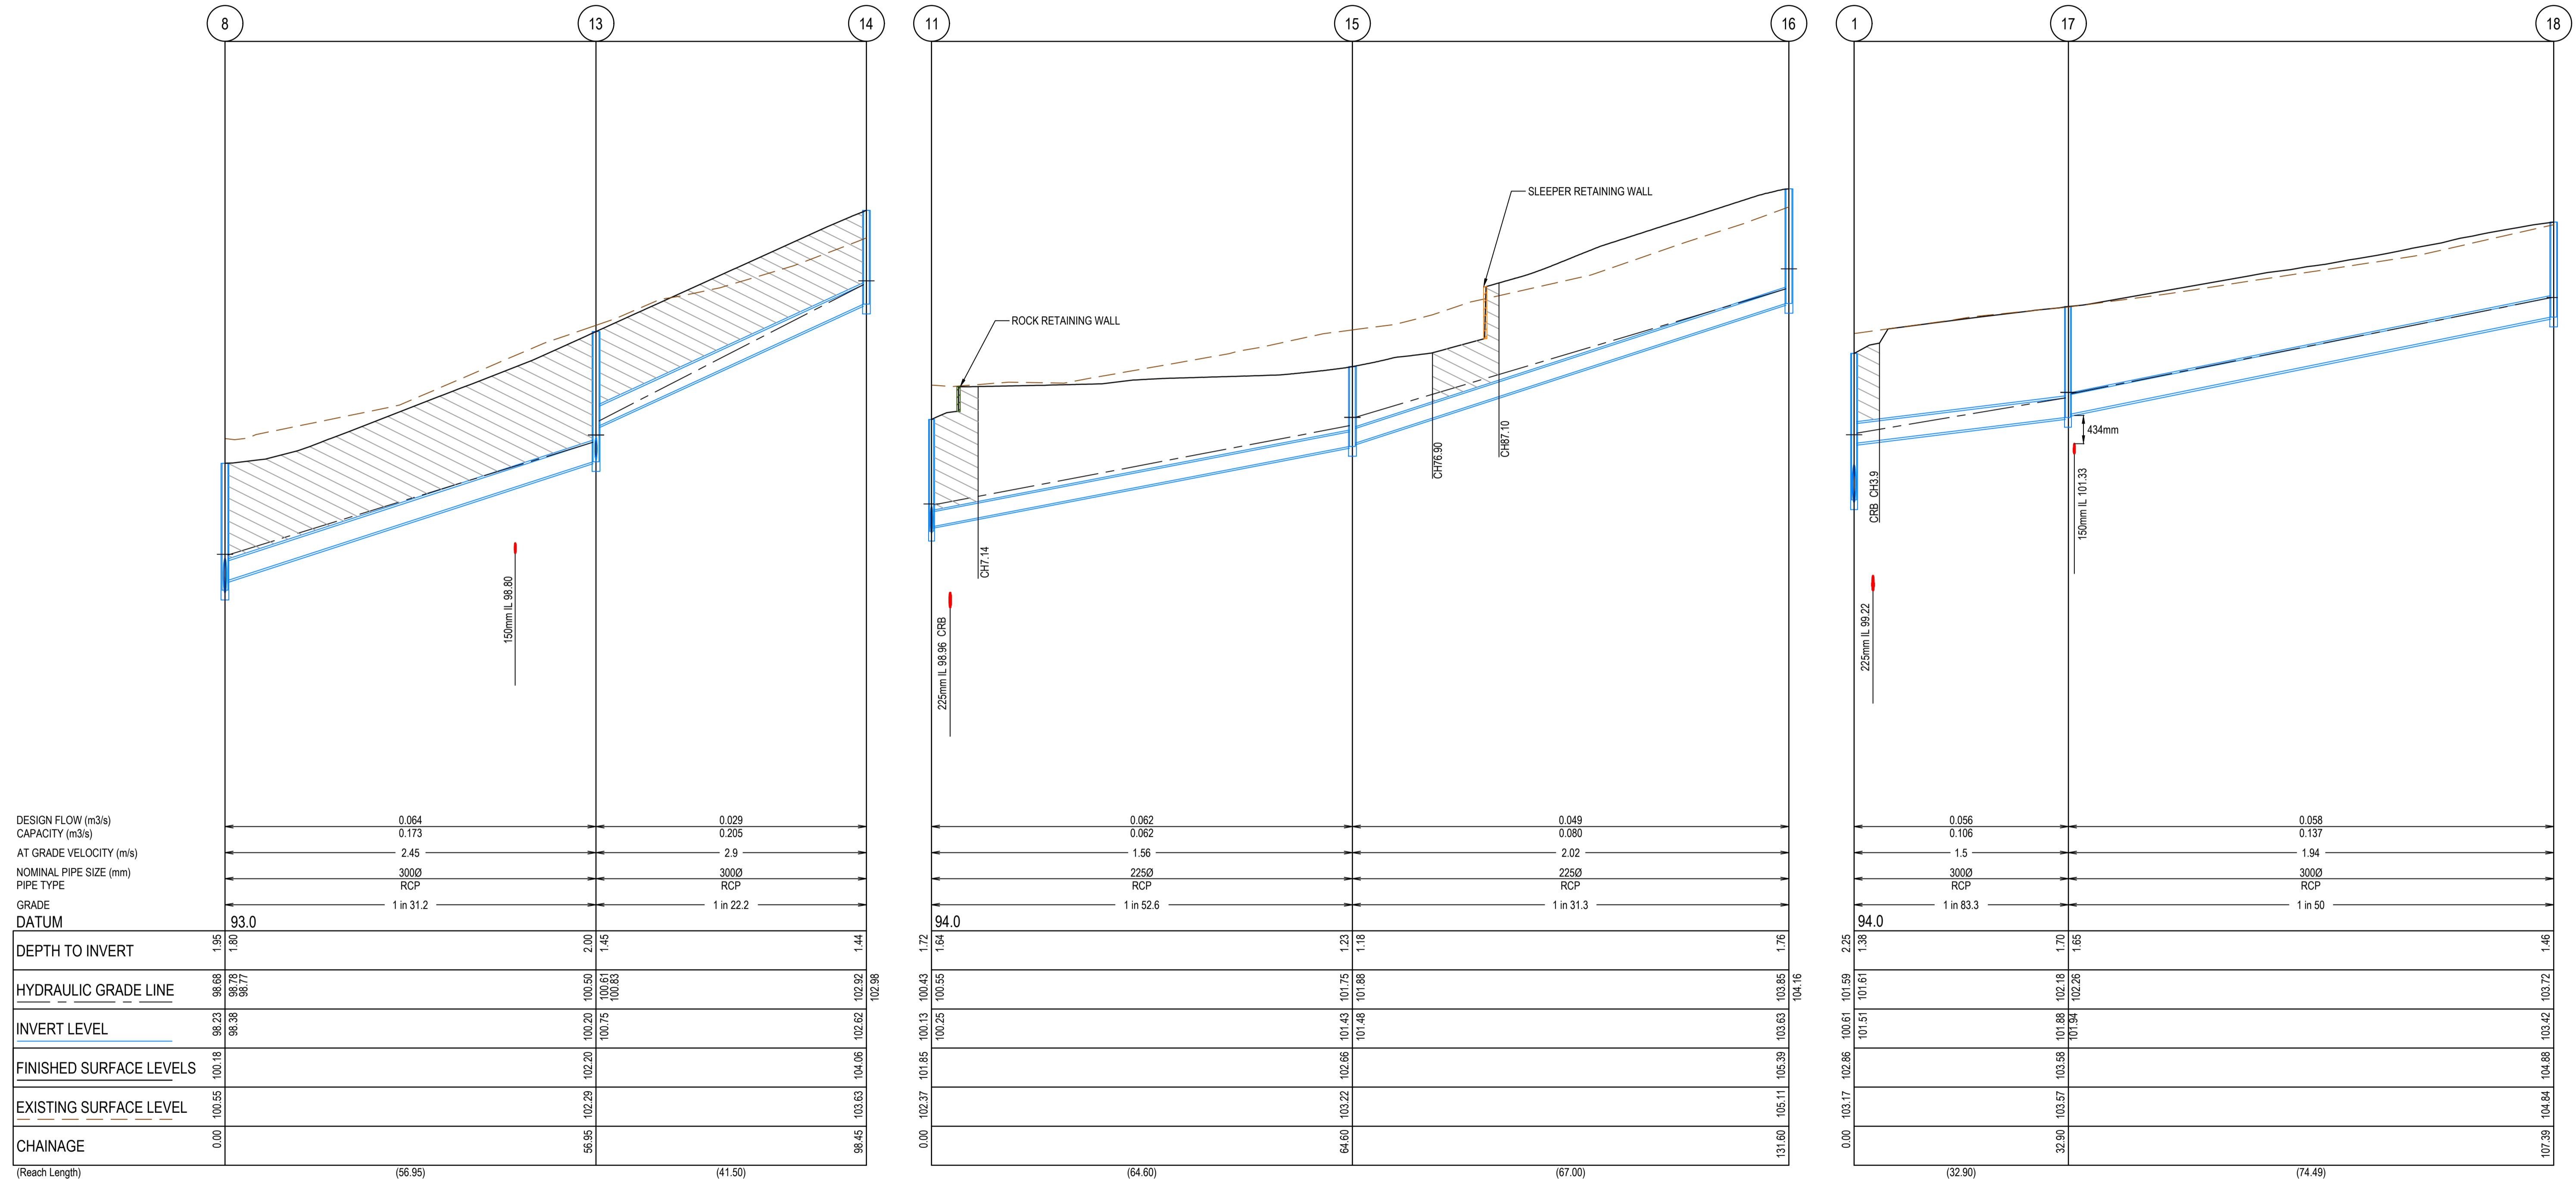 8 13 14 11 15 16 1 17 18
SLEEPER RETAINING WALL
ROCK RETAINING WALL
434mm
CH76.90
CH87.10
CRB CH3.9
150mm IL 101.33
CH7.14
150mm IL 98.80
225mm IL 98.96 CRB
225mm IL 99.22
DESIGN FLOW (m3/s) 0.064 0.029 0.062 0.049 0.056 0.058
CAPACITY (m3/s) 0.173 0.205 0.062 0.080 0.106 0.137
AT GRADE VELOCITY (m/s) 2.45 2.9 1.56 2.02 1.5 1.94
NOMINAL PIPE SIZE (mm) 300Ø 300Ø 225Ø 225Ø 300Ø 300Ø
PIPE TYPE RCP RCP RCP RCP RCP RCP
GRADE 1 in 31.2 1 in 22.2 1 in 52.6 1 in 31.3 1 in 83.3 1 in 50
DATUM 93.0 94.0 94.0
DEPTH TO INVERT 1.95 1.80 2.00 1.45 1.44 1.72 1.64 1.23 1.18 1.76 2.25 1.38 1.70 1.65 1.46
HYDRAULIC GRADE LINE 98.68 98.78 98.77 100.50 100.61 100.83 102.92 102.98 100.43 100.55 101.75 101.88 103.85 104.16 101.59 101.61 102.18 102.26 103.72
INVERT LEVEL 98.23 98.38 100.20 100.75 102.62 100.13 100.25 101.43 101.48 103.63 100.61 101.51 101.88 101.94 103.42
FINISHED SURFACE LEVELS 100.18 102.20 104.06 101.85 102.66 105.39 102.86 103.58 104.88
EXISTING SURFACE LEVEL 100.55 102.29 103.63 102.37 103.22 105.11 103.17 103.57 104.84
CHAINAGE 0.00 56.95 98.45 0.00 64.60 131.60 0.00 32.90 107.39
(Reach Length) (56.95) (41.50) (64.60) (67.00) (32.90) (74.49)